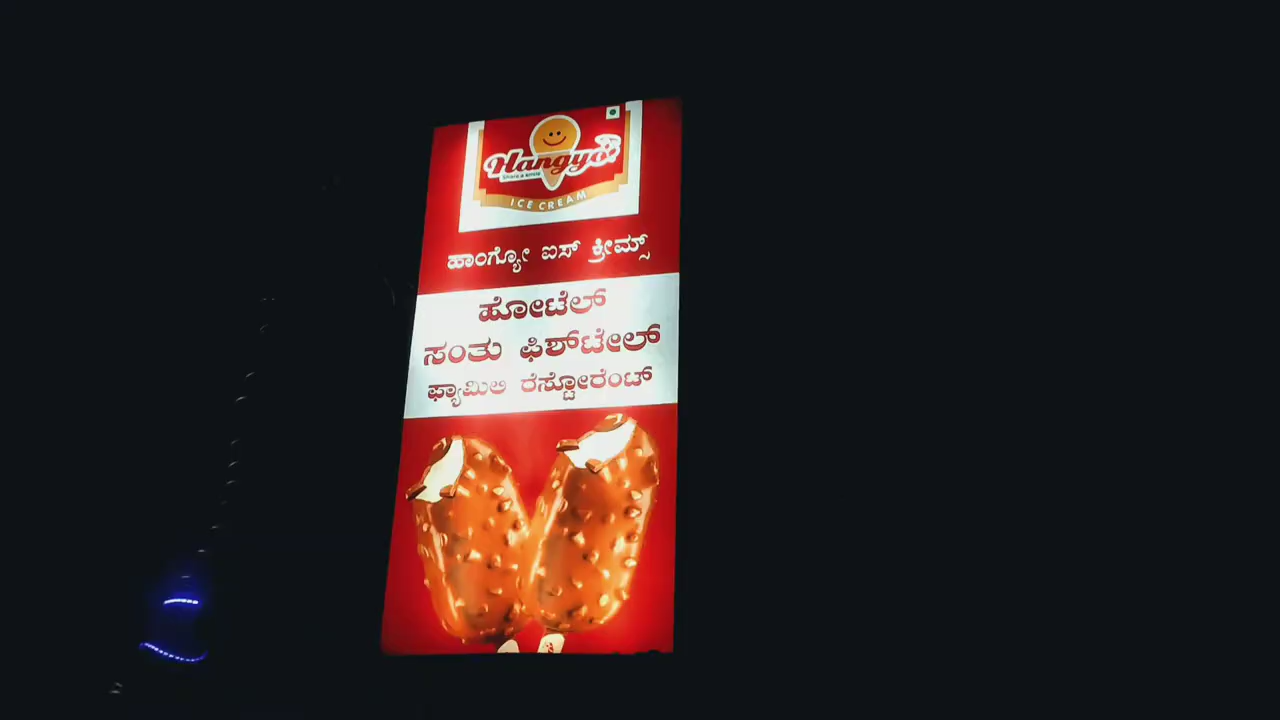 Hangyo
Share a smile
ICE CREAM
ಹಾಂಗ್ಯೋ ಐಸ್ ಕ್ರೀಮ್ಸ್
ಹೋಟೆಲ್
ಸಂತು ಫಿಶ್‌ಟೇಲ್
ಫ್ಯಾಮಿಲಿ ರೆಸ್ಟೋರೆಂಟ್